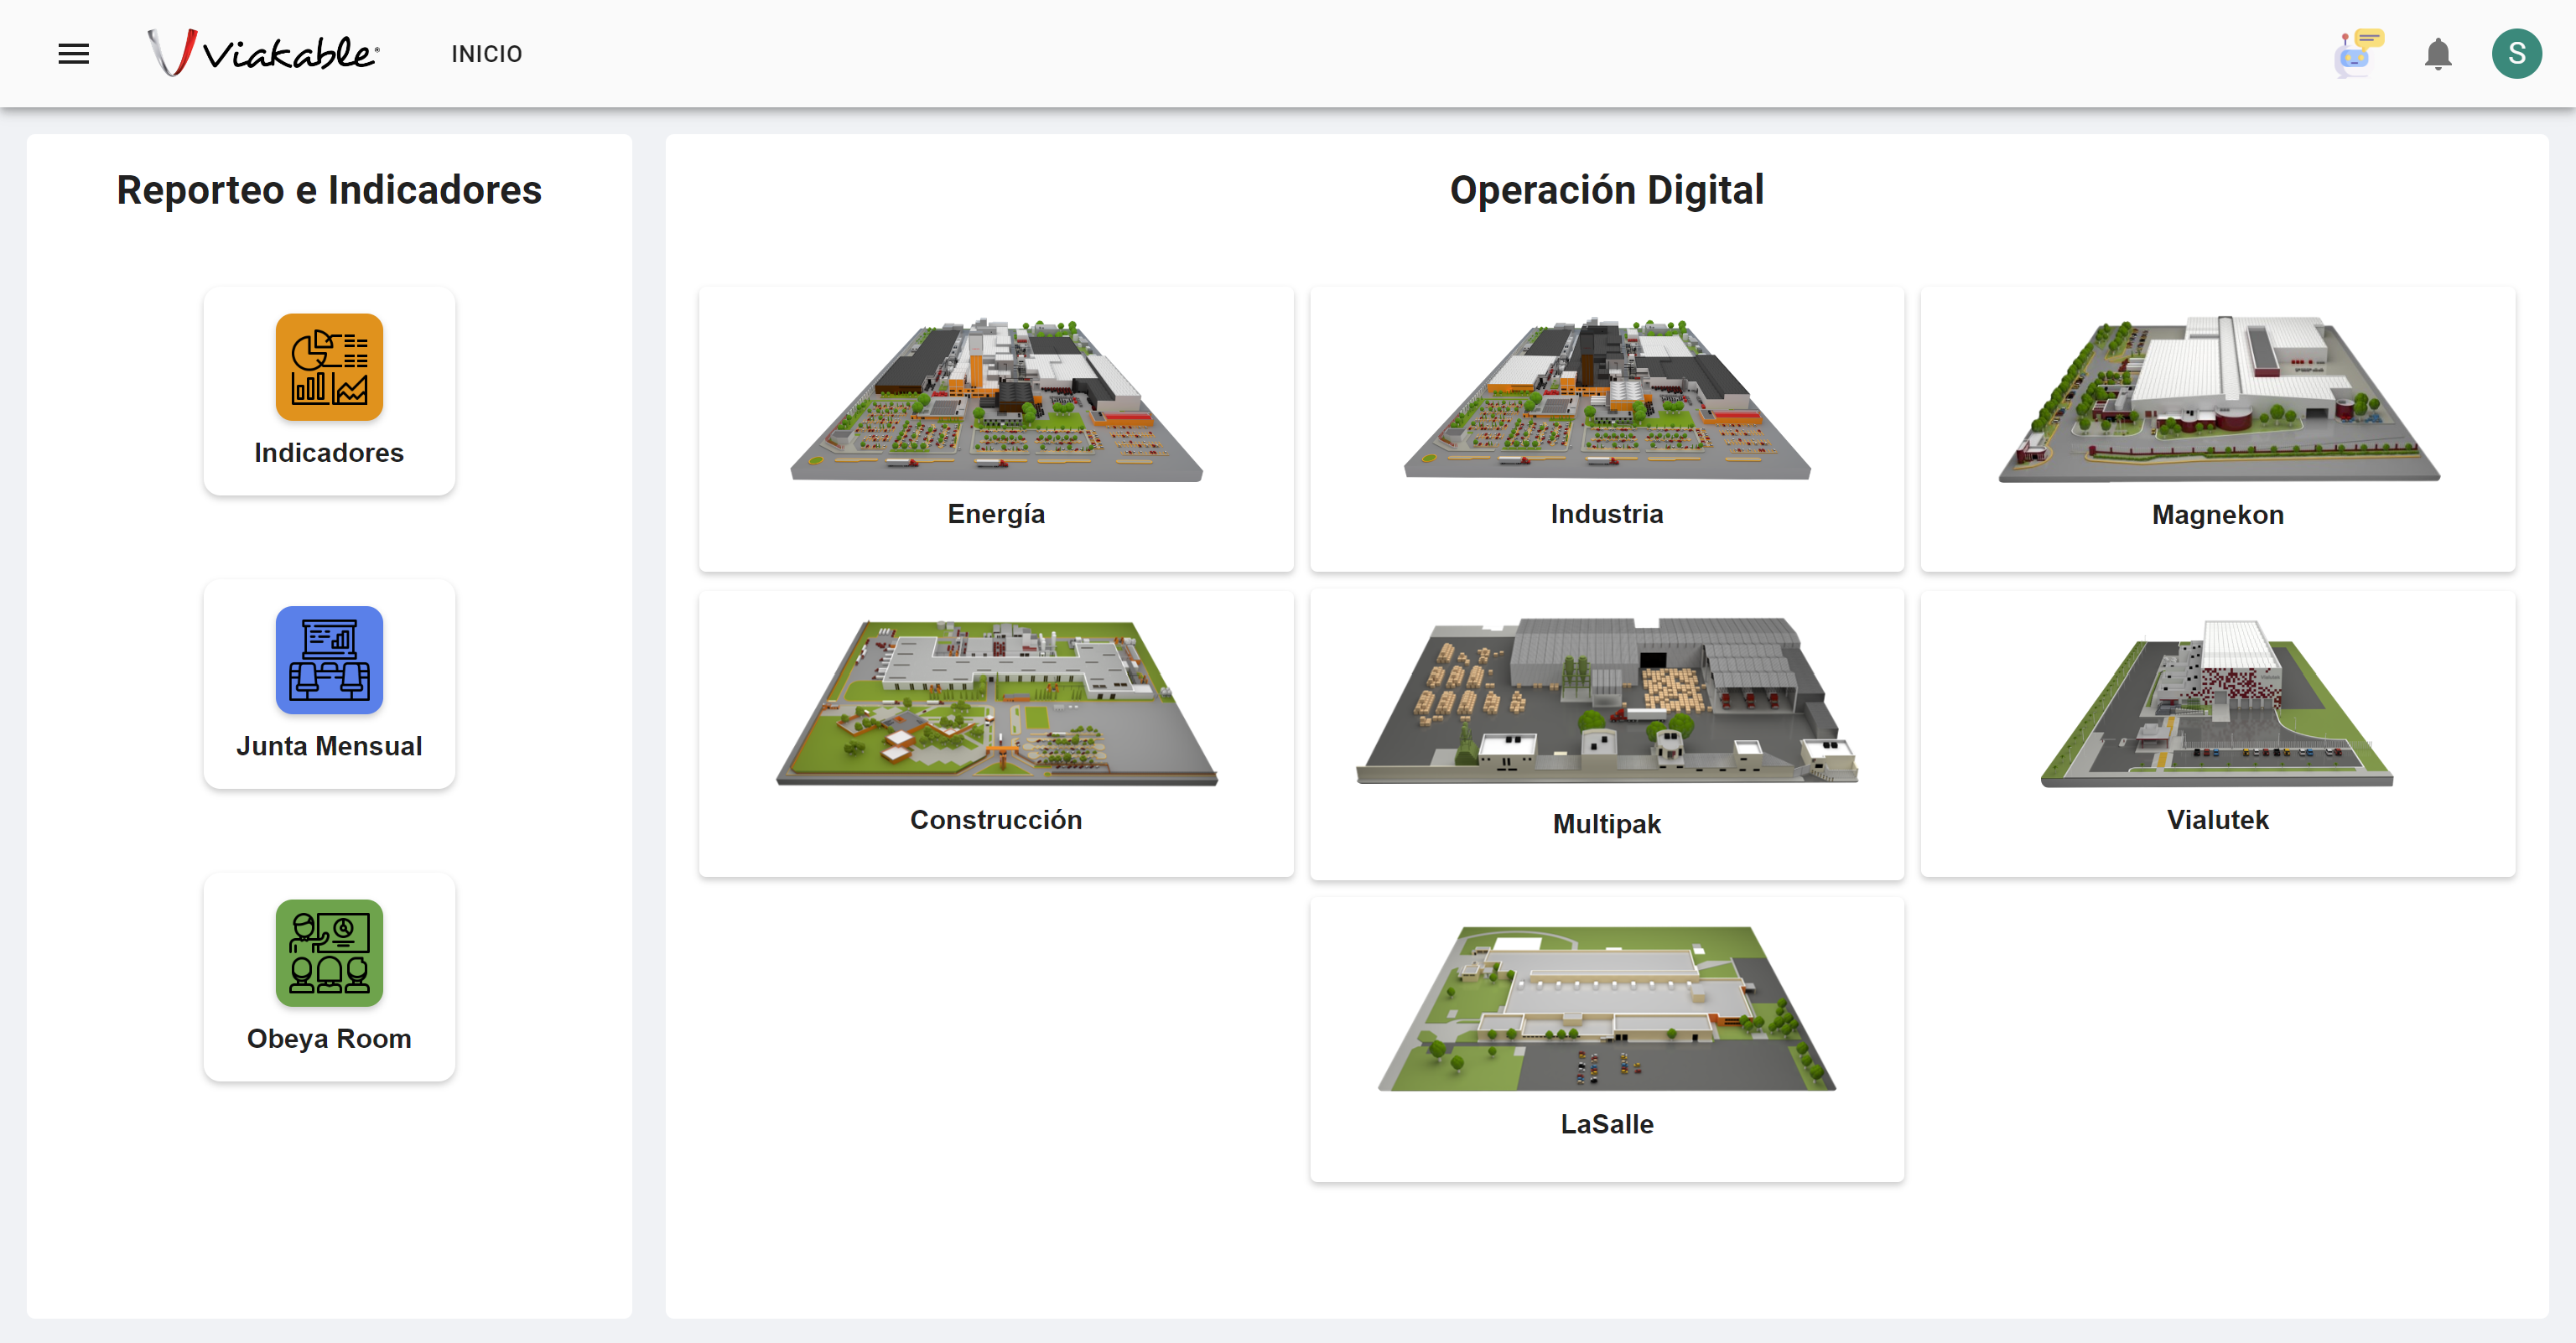 Viakable®
INICIO
S
Reporteo e Indicadores
Indicadores
Junta Mensual
Obeya Room
Operación Digital
Energía
Industria
Magnekon
Construcción
Multipak
Vialutek
LaSalle